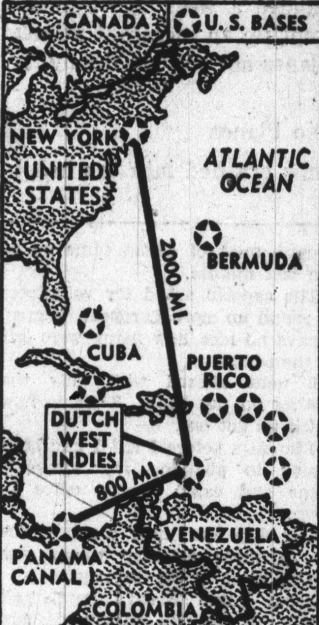 CANADA
U. S. BASES
NEW YORK
UNITED
STATES
ATLANTIC
OCEAN
2000 MI.
BERMUDA
CUBA
PUERTO
RICO
DUTCH
WEST
INDIES
800 MI.
VENEZUELA
PANAMA
CANAL
COLOMBIA